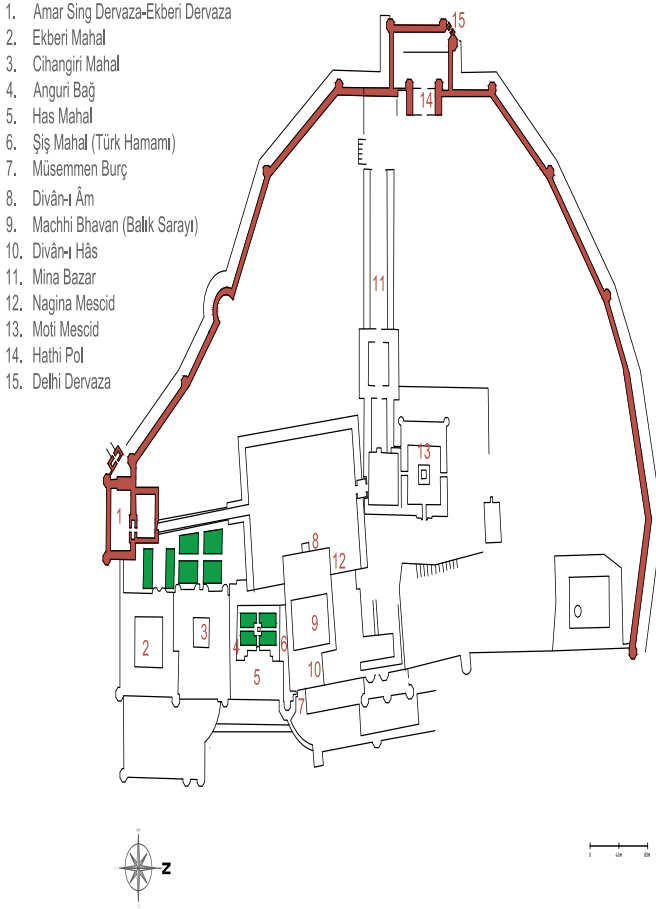 1. Amar Sing Dervaza-Ekberi Dervaza
2. Ekberi Mahal
3. Cihangiri Mahal
4. Anguri Bağ
5. Has Mahal
6. Şiş Mahal (Türk Hamamı)
7. Müsemmen Burç
8. Divân-ı Âm
9. Machhi Bhavan (Balık Sarayı)
10. Divân-ı Hâs
11. Mina Bazar
12. Nagina Mescid
13. Moti Mescid
14. Hathi Pol
15. Delhi Dervaza
15
14
11
13
1
8
12
2
3
4
6
9
5
10
7
N
0